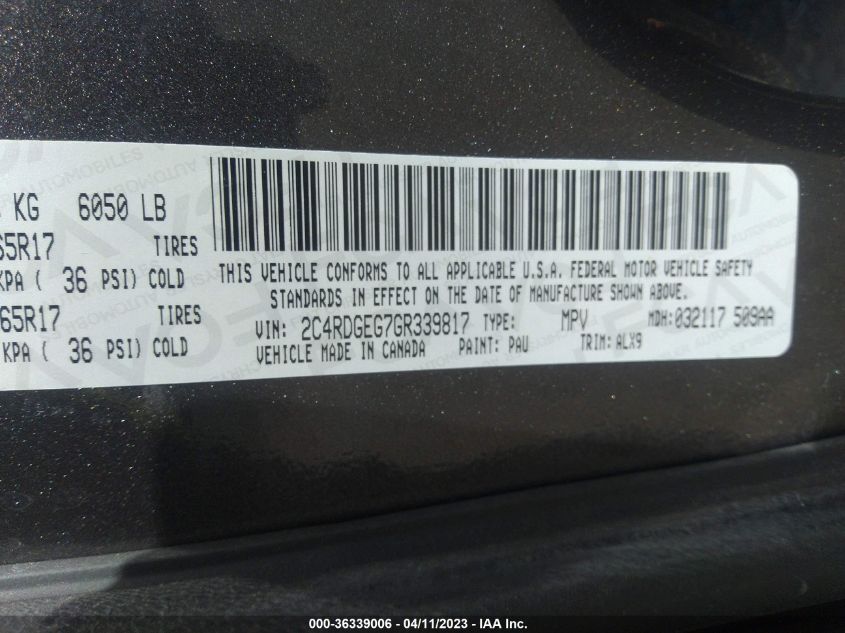 KG 6050 LB
65R17 TIRES
KPA ( 36 PSI) COLD
65R17 TIRES
KPA ( 36 PSI) COLD
THIS VEHICLE CONFORMS TO ALL APPLICABLE U.S.A. FEDERAL MOTOR VEHICLE SAFETY
STANDARDS IN EFFECT ON THE DATE OF MANUFACTURE SHOWN ABOVE.
VIN: 2C4RDGEG7GR339817 TYPE: MPV MDH:032117 509AA
VEHICLE MADE IN CANADA PAINT: PAU TRIM: ALX9
000-36339006 - 04/11/2023 - IAA Inc.